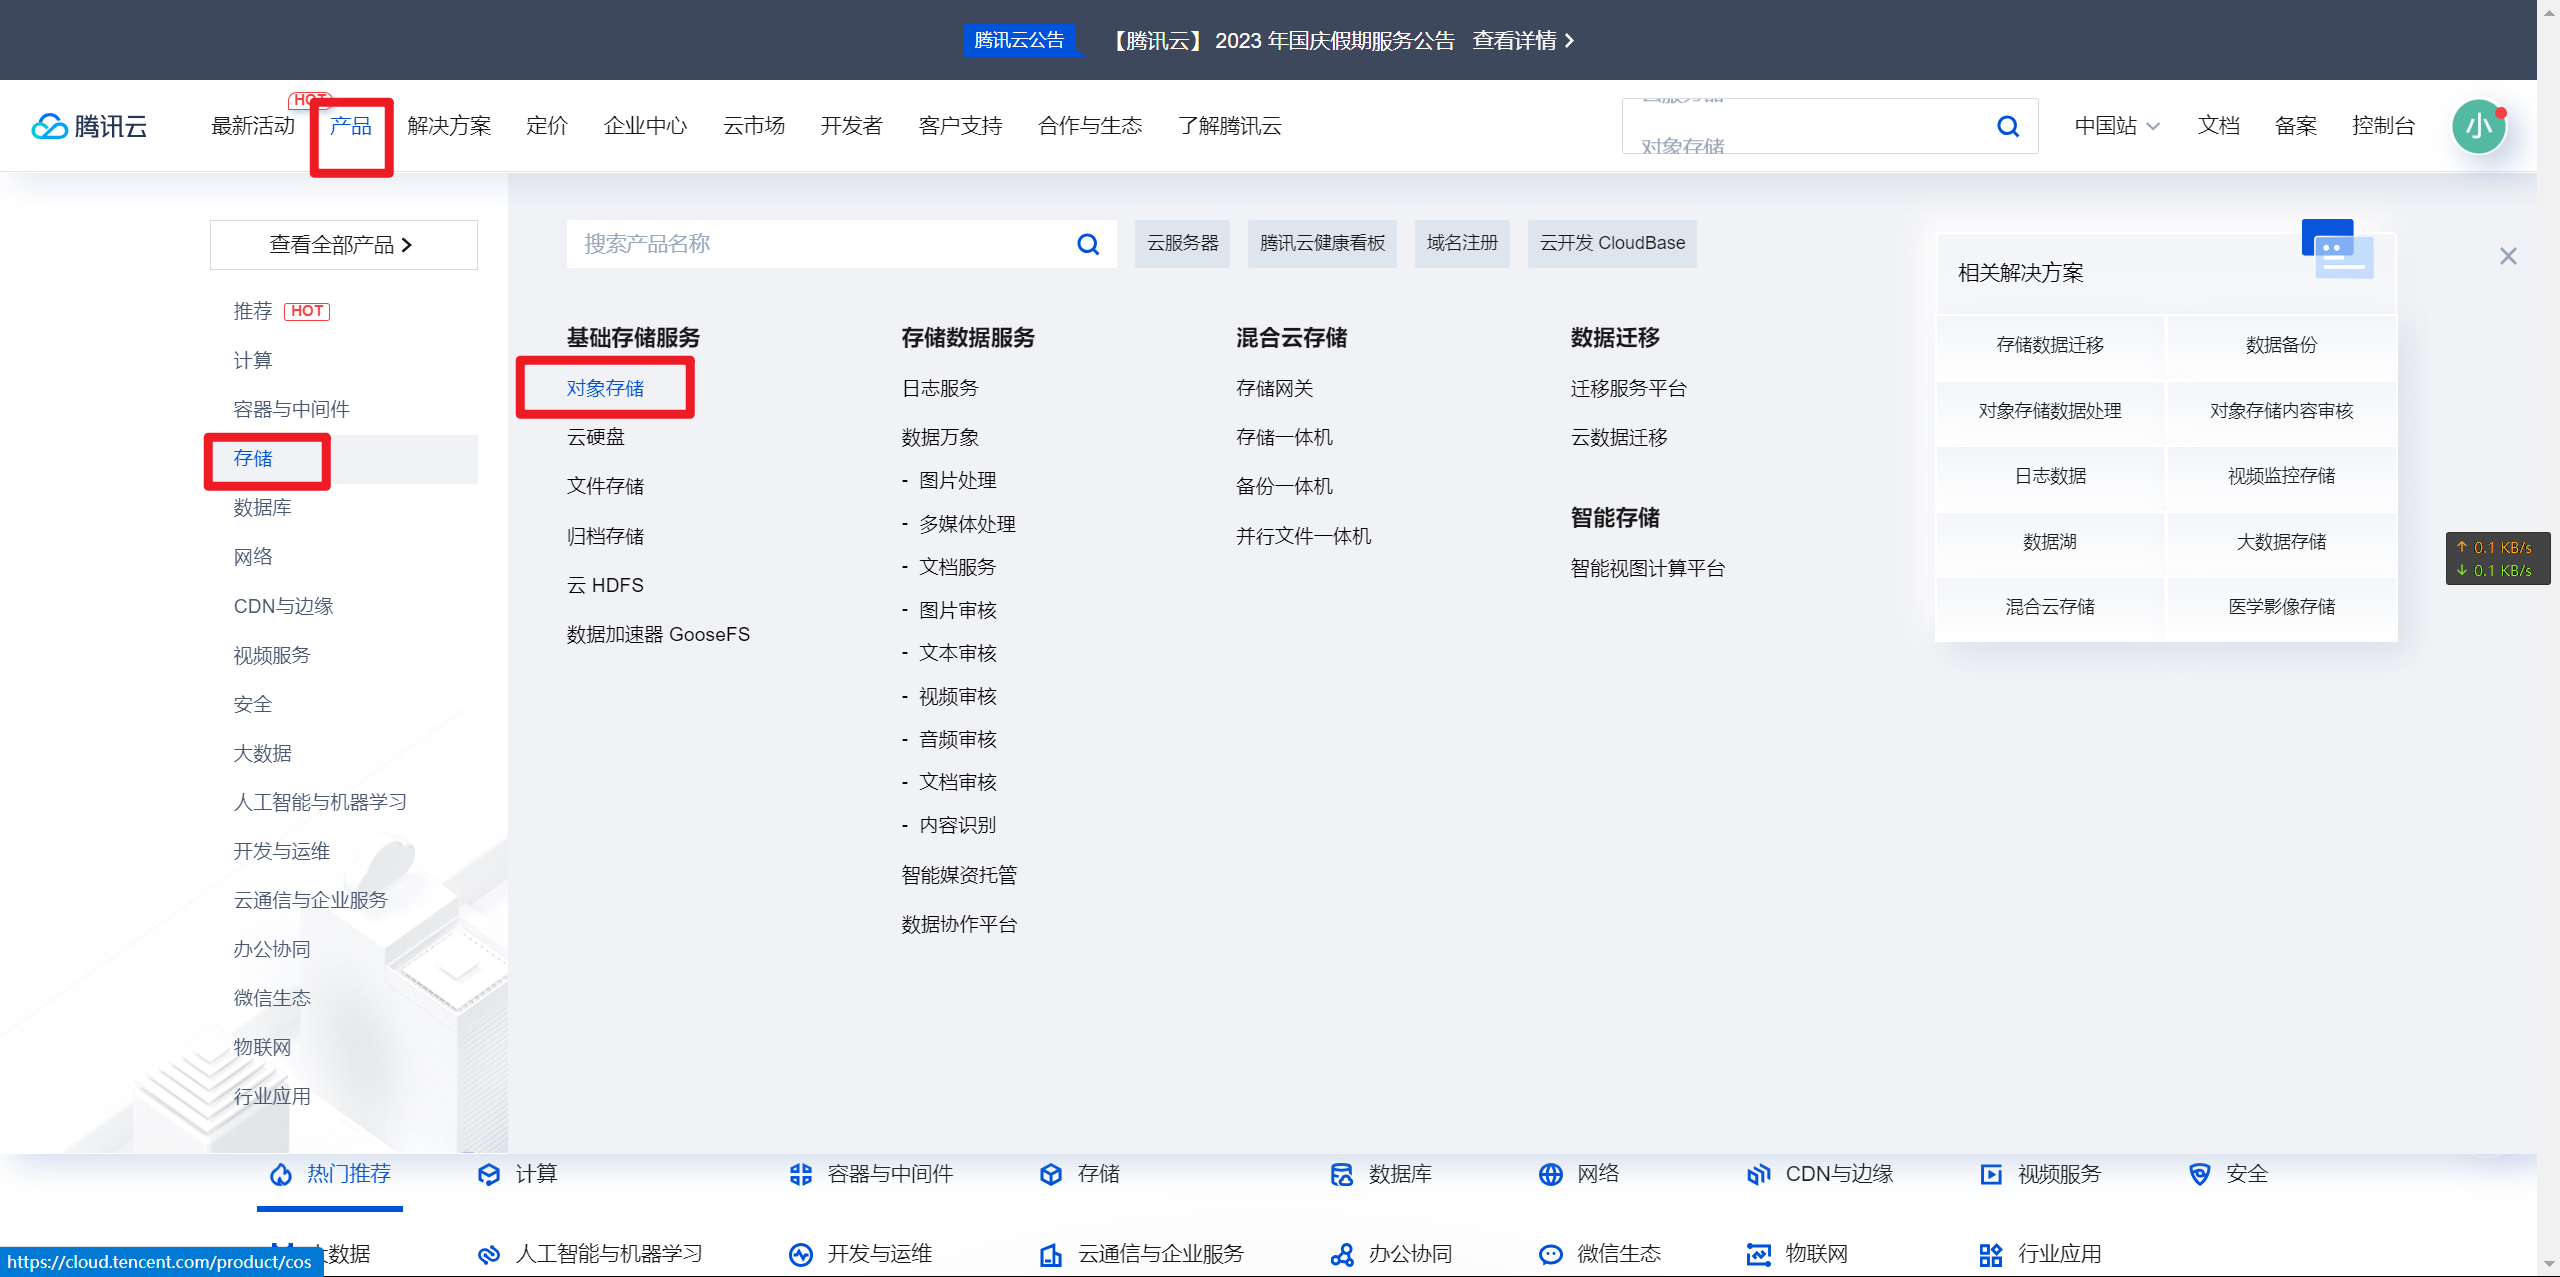 腾讯云公告 【腾讯云】 2023 年国庆假期服务公告 查看详情
腾讯云 最新活动 HOT 产品 解决方案 定价 企业中心 云市场 开发者 客户支持 合作与生态 了解腾讯云 云服务器 对象存储 中国站 文档 备案 控制台 小
查看全部产品
搜索产品名称 云服务器 腾讯云健康看板 域名注册 云开发 CloudBase
推荐 HOT
计算
容器与中间件
存储
数据库
网络
CDN与边缘
视频服务
安全
大数据
人工智能与机器学习
开发与运维
云通信与企业服务
办公协同
微信生态
物联网
行业应用
基础存储服务
对象存储
云硬盘
文件存储
归档存储
云 HDFS
数据加速器 GooseFS
存储数据服务
日志服务
数据万象
- 图片处理
- 多媒体处理
- 文档服务
- 图片审核
- 文本审核
- 视频审核
- 音频审核
- 文档审核
- 内容识别
智能媒资托管
数据协作平台
混合云存储
存储网关
存储一体机
备份一体机
并行文件一体机
数据迁移
迁移服务平台
云数据迁移
智能存储
智能视图计算平台
相关解决方案
存储数据迁移 数据备份
对象存储数据处理 对象存储内容审核
日志数据 视频监控存储
数据湖 大数据存储
混合云存储 医学影像存储
↑ 0.1 KB/s
↓ 0.1 KB/s
热门推荐 计算 容器与中间件 存储 数据库 网络 CDN与边缘 视频服务 安全
大数据 人工智能与机器学习 开发与运维 云通信与企业服务 办公协同 微信生态 物联网 行业应用
https://cloud.tencent.com/product/cos